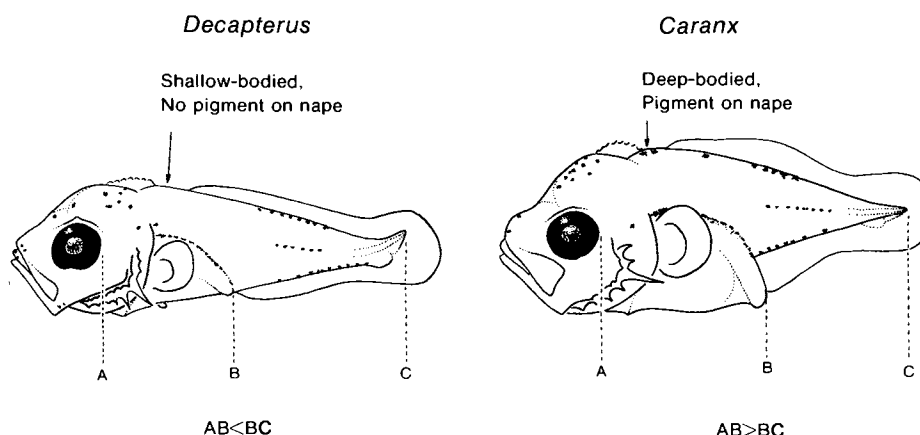 Decapterus
Shallow-bodied,
No pigment on nape
A
B
C
AB<BC
Caranx
Deep-bodied,
Pigment on nape
A
B
C
AB>BC